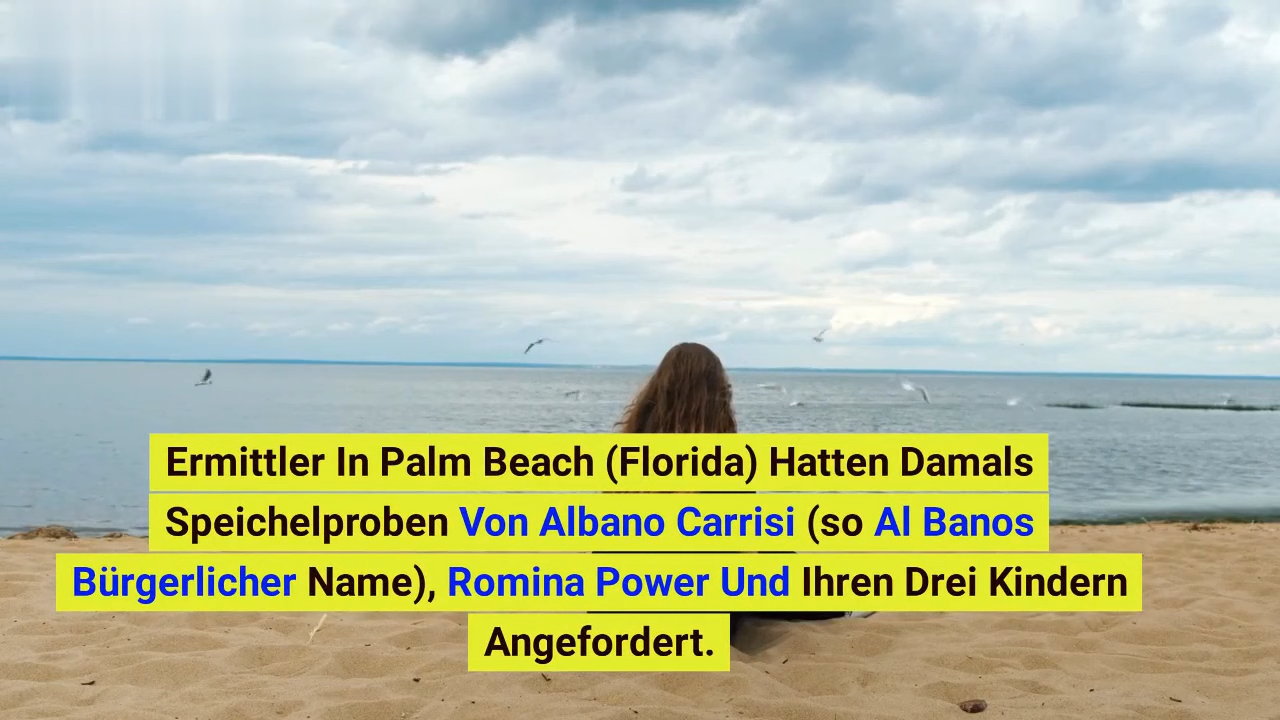 Ermittler In Palm Beach (Florida) Hatten Damals
Speichelproben Von Albano Carrisi (so Al Banos
Bürgerlicher Name), Romina Power Und Ihren Drei Kindern
Angefordert.